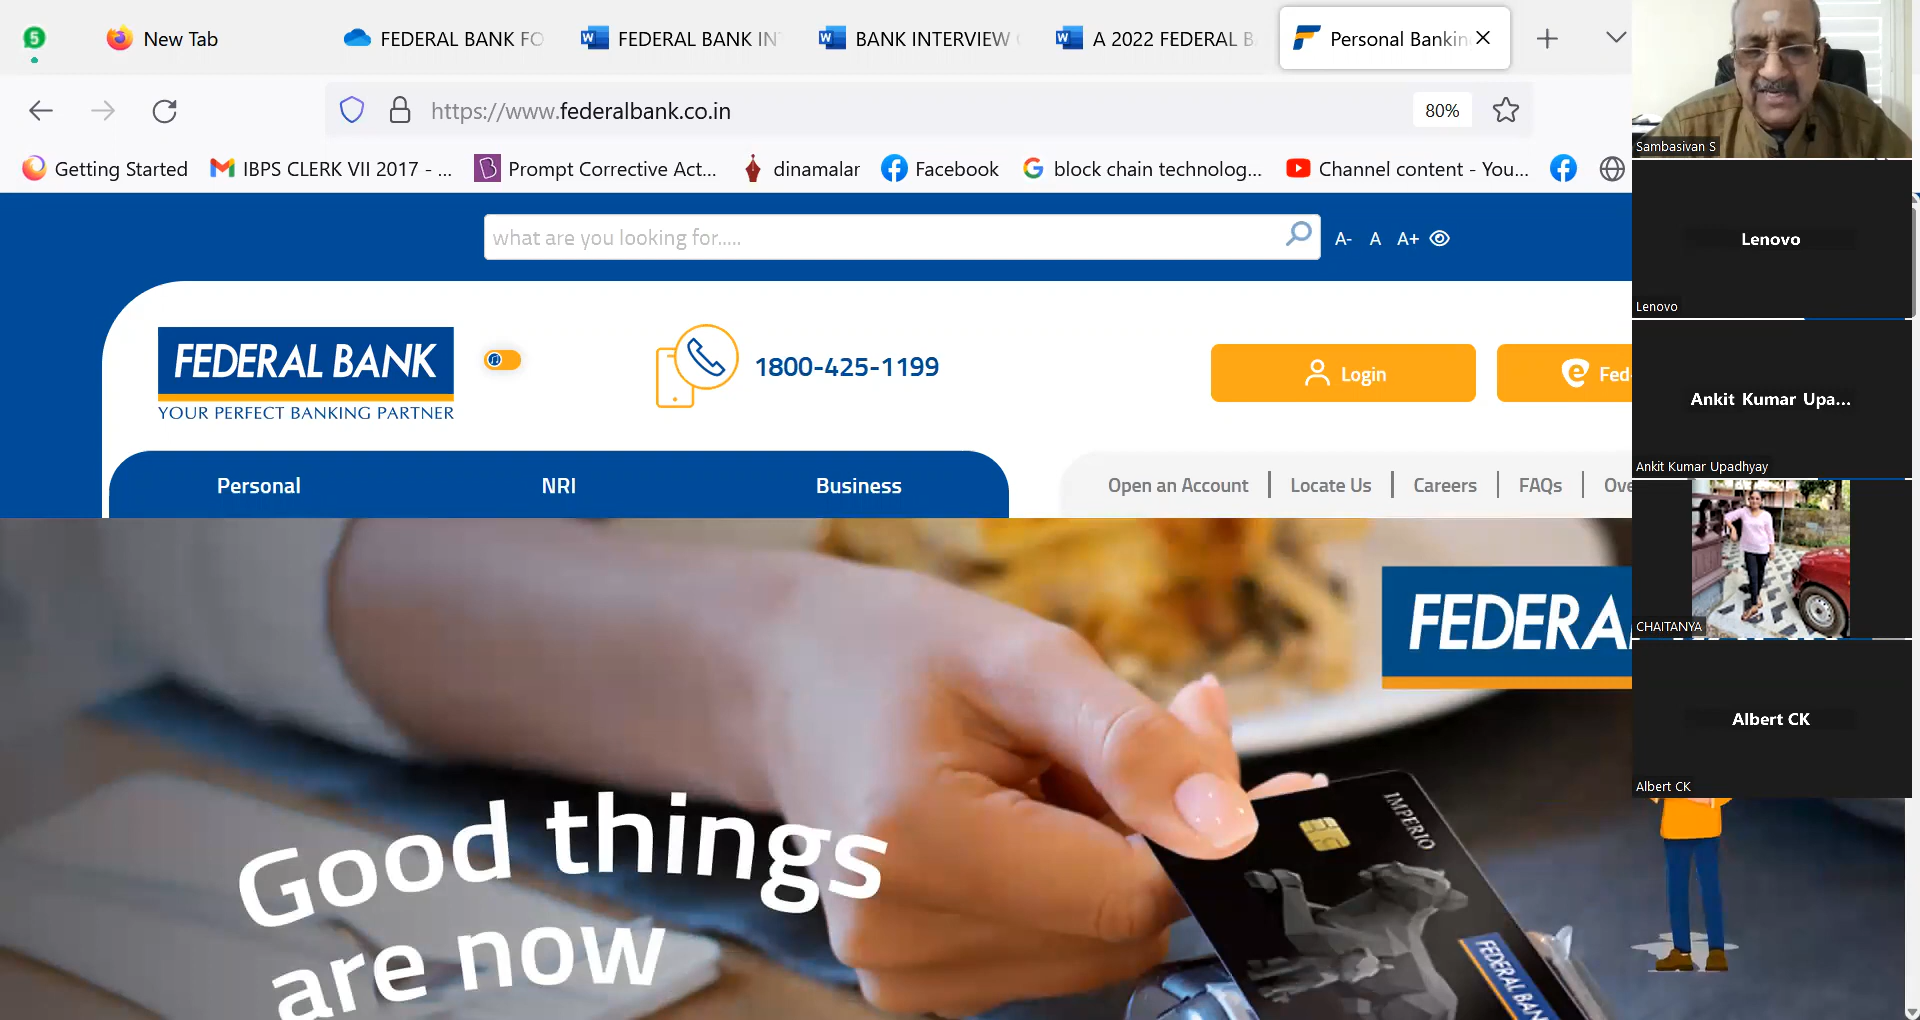 5
New Tab
FEDERAL BANK FO
FEDERAL BANK IN
BANK INTERVIEW
A 2022 FEDERAL B
Personal Bankin
https://www.federalbank.co.in
80%
Getting Started
IBPS CLERK VII 2017 - ...
Prompt Corrective Act...
dinamalar
Facebook
block chain technolog...
Channel content - You...
what are you looking for.....
A-
A
A+
FEDERAL BANK
YOUR PERFECT BANKING PARTNER
1800-425-1199
Login
Fed-
Personal
NRI
Business
Open an Account
Locate Us
Careers
FAQs
Ove
FEDERA
Good things
are now
IMPERIO
FEDERAL BAN
Sambasivan S
Lenovo
Lenovo
Ankit Kumar Upa...
Ankit Kumar Upadhyay
CHAITANYA
Albert CK
Albert CK